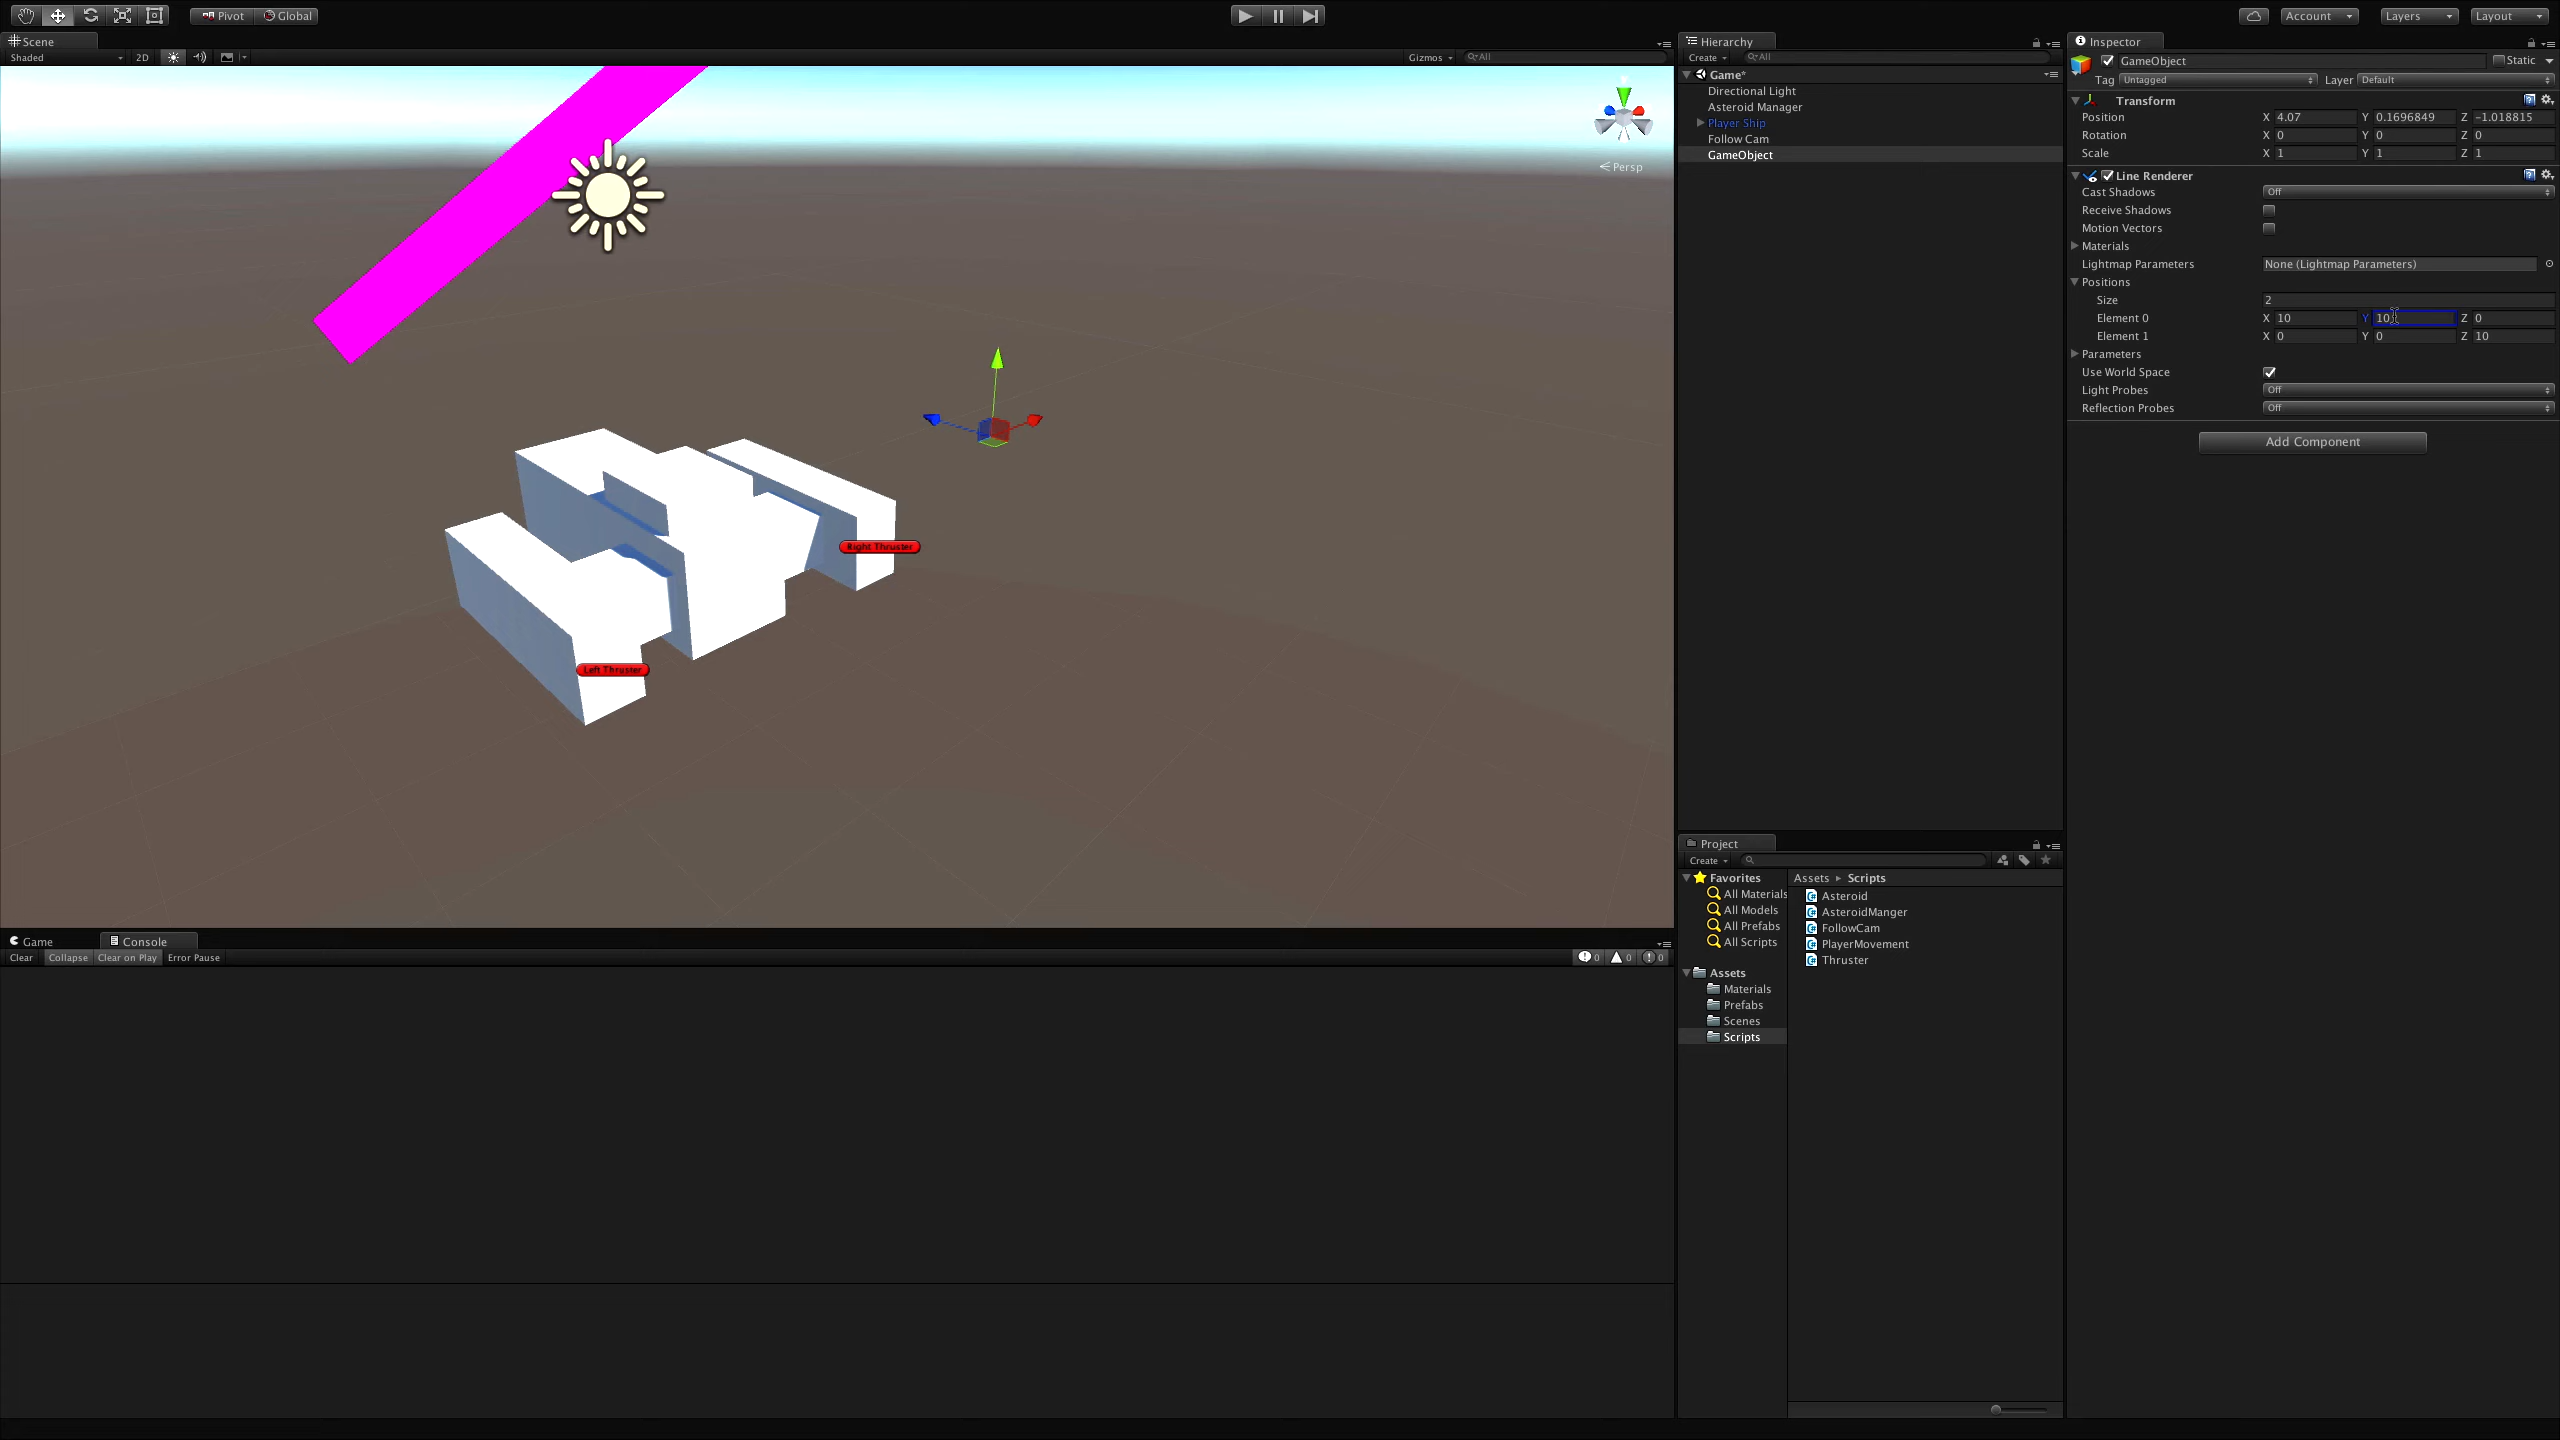 Pivot Global Account Layers Layout
Scene
Shaded 2D Gizmos All
Persp
Right Thruster
Left Thruster
Game Console
Clear Collapse Clear on Play Error Pause 0 0 0
Hierarchy
Create All
Game*
Directional Light
Asteroid Manager
Player Ship
Follow Cam
GameObject
Project
Create
Favorites
All Materials
All Models
All Prefabs
All Scripts
Assets
Materials
Prefabs
Scenes
Scripts
Assets ▸ Scripts
Asteroid
AsteroidManger
FollowCam
PlayerMovement
Thruster
Inspector
GameObject Static
Tag Untagged Layer Default
Transform
Position X 4.07 Y 0.1696849 Z -1.018815
Rotation X 0 Y 0 Z 0
Scale X 1 Y 1 Z 1
Line Renderer
Cast Shadows Off
Receive Shadows
Motion Vectors
Materials
Lightmap Parameters None (Lightmap Parameters)
Positions
Size 2
Element 0 X 10 Y 10 Z 0
Element 1 X 0 Y 0 Z 10
Parameters
Use World Space
Light Probes Off
Reflection Probes Off
Add Component